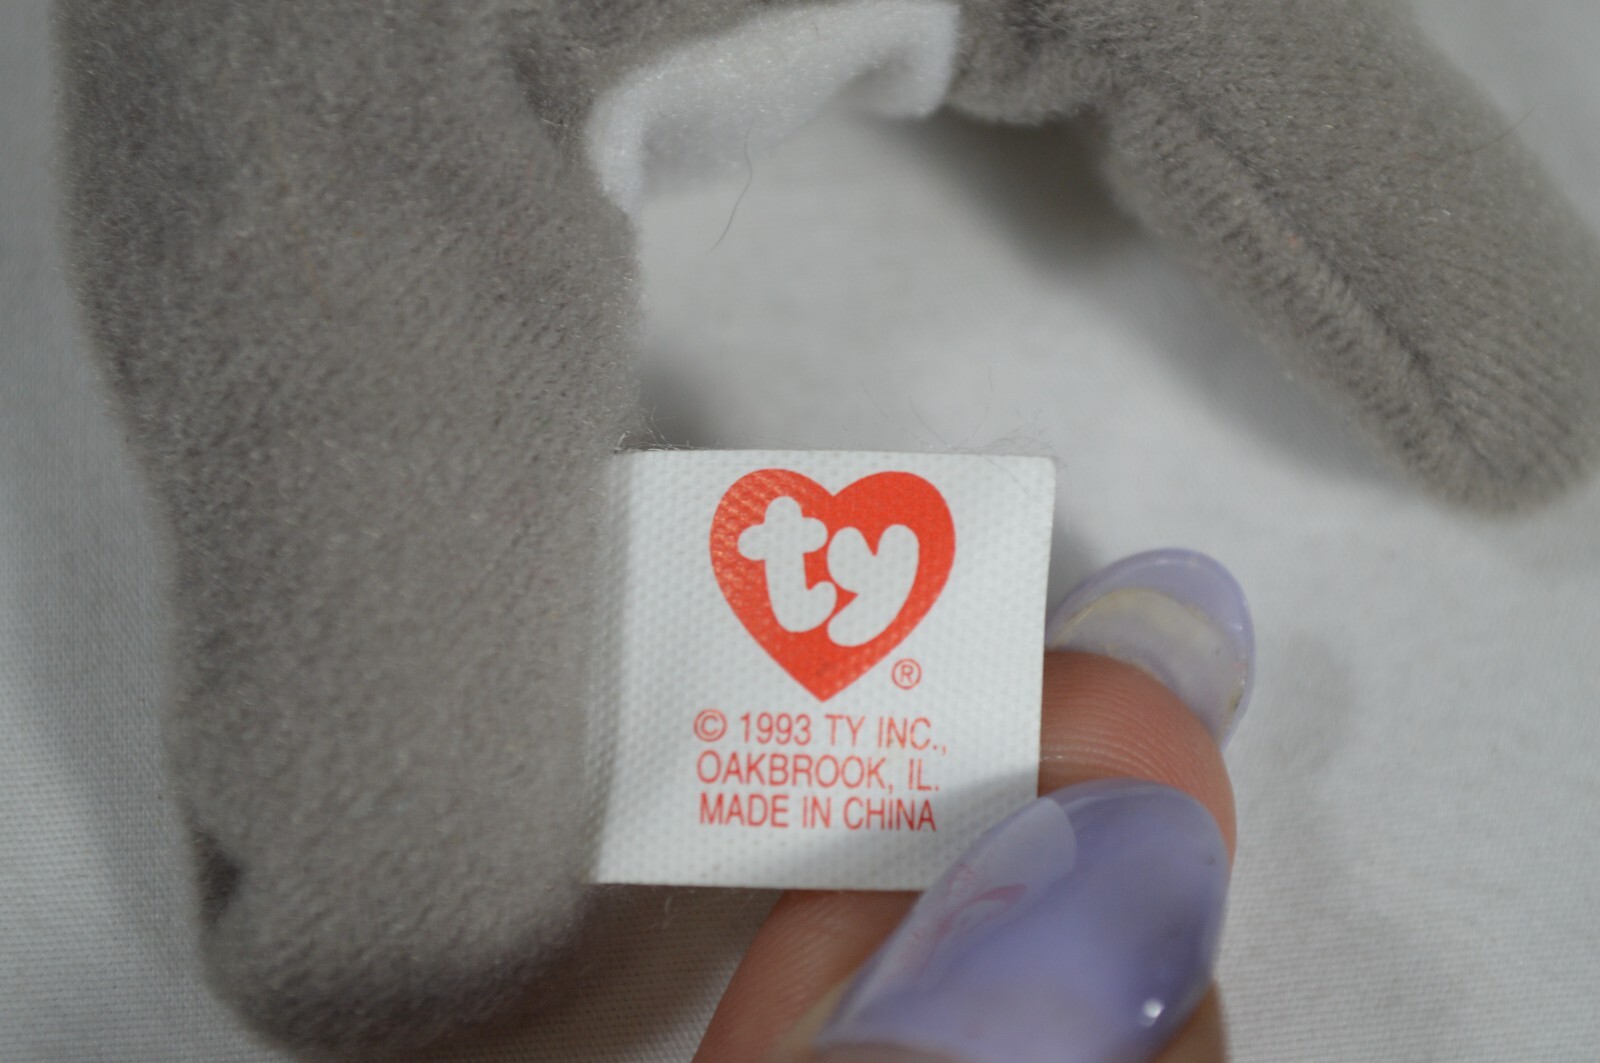 ty
®
© 1993 TY INC.,
OAKBROOK, IL.
MADE IN CHINA